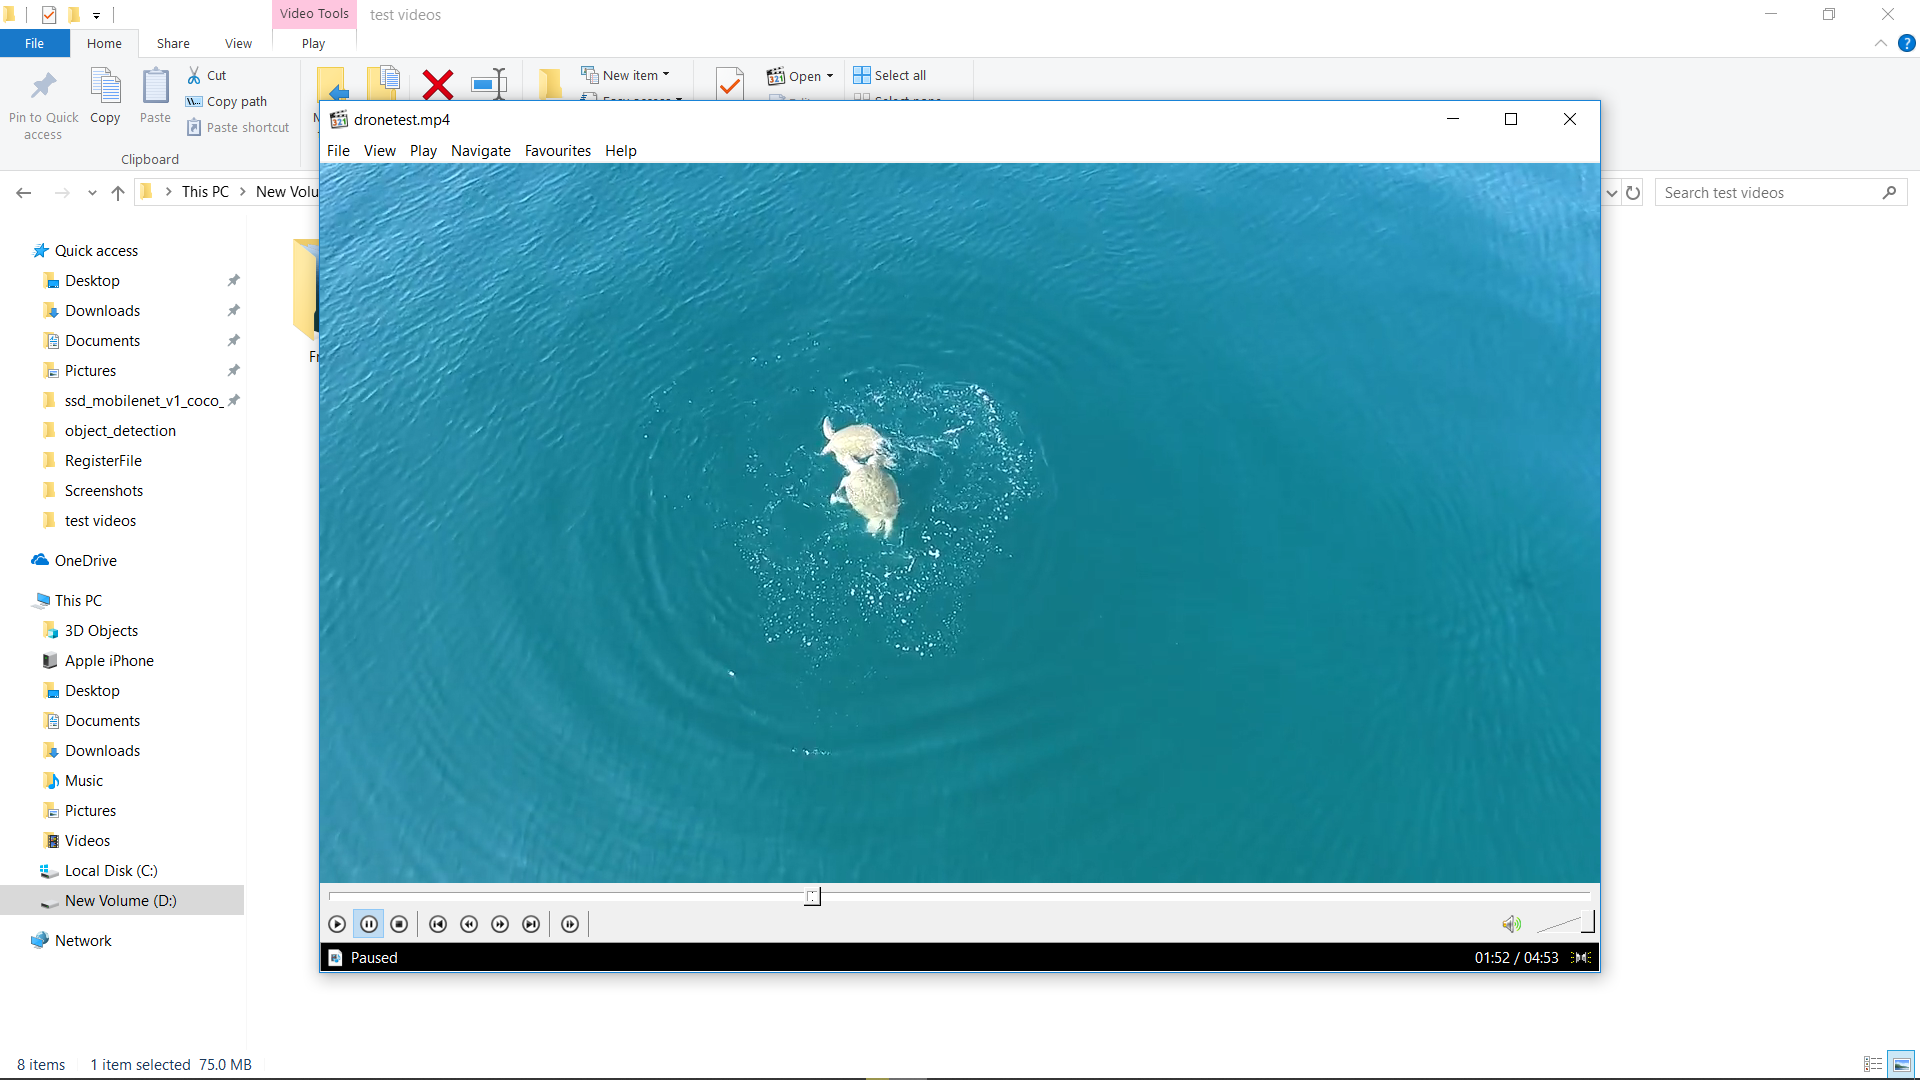 Video Tools
test videos
File
Home
Share
View
Play
Pin to Quick
access
Copy
Paste
Cut
Copy path
Paste shortcut
Clipboard
New item
Open
Select all
This PC
New Volu
Search test videos
dronetest.mp4
File View Play Navigate Favourites Help
Quick access
Desktop
Downloads
Documents
Pictures
ssd_mobilenet_v1_coco_
object_detection
RegisterFile
Screenshots
test videos
OneDrive
This PC
3D Objects
Apple iPhone
Desktop
Documents
Downloads
Music
Pictures
Videos
Local Disk (C:)
New Volume (D:)
Network
Fr
Paused
01:52 / 04:53
8 items 1 item selected 75.0 MB